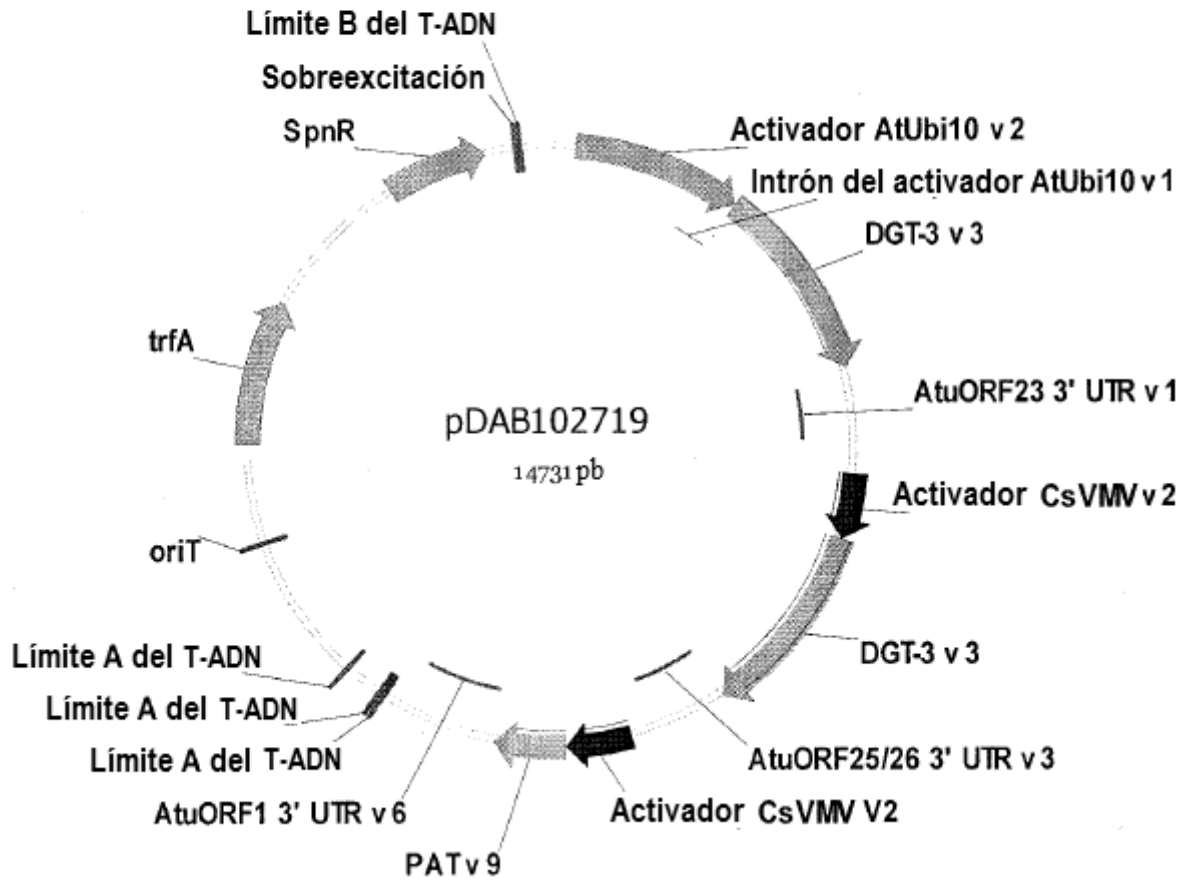 Límite B del T-ADN
Sobreexcitación
SpnR
Activador AtUbi10 v 2
Intrón del activador AtUbi10 v 1
DGT-3 v 3
trfA
AtuORF23 3' UTR v 1
pDAB102719
14731 pb
Activador CsVMV v 2
oriT
DGT-3 v 3
Límite A del T-ADN
Límite A del T-ADN
Límite A del T-ADN
AtuORF25/26 3' UTR v 3
AtuORF1 3' UTR v 6
Activador CsVMV V2
PAT v 9